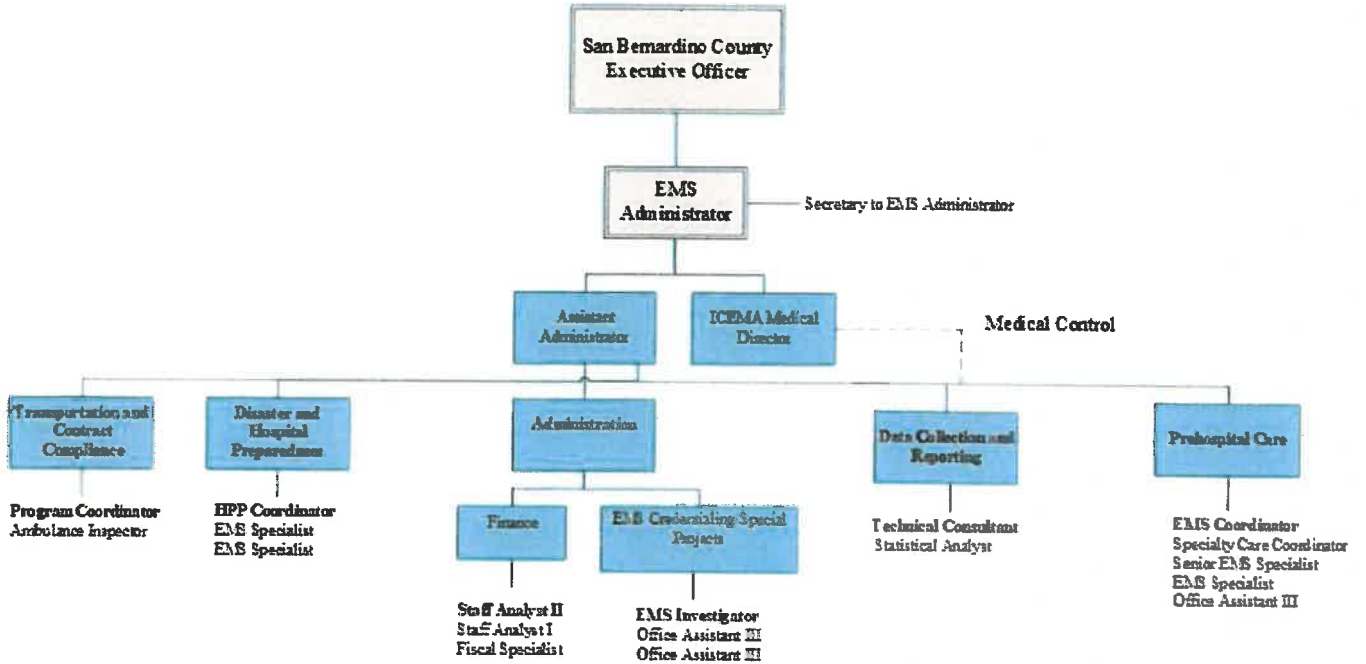 San Bernardino County
Executive Officer
EMS
Administrator
Secretary to EMS Administrator
Assistant
Administrator
ICEMA Medical
Director
Medical Control
Transportation and
Contract
Compliance
Disaster and
Hospital
Preparedness
Administration
Data Collection and
Reporting
Prehospital Care
Program Coordinator
Ambulance Inspector
HPP Coordinator
EMS Specialist
EMS Specialist
Finance
EMS Credentialing Special
Projects
Technical Consultant
Statistical Analyst
EMS Coordinator
Specialty Care Coordinator
Senior EMS Specialist
EMS Specialist
Office Assistant III
Staff Analyst II
Staff Analyst I
Fiscal Specialist
EMS Investigator
Office Assistant III
Office Assistant III